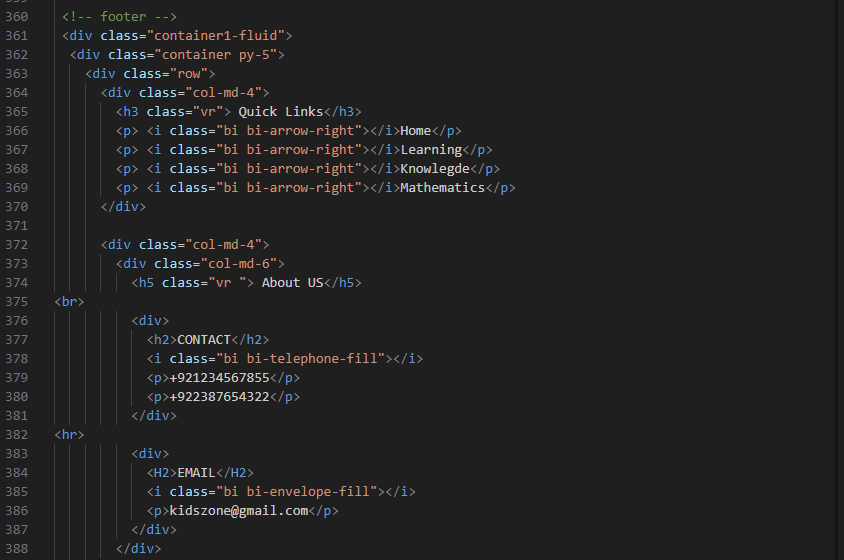 360 <!-- footer -->
361 <div class="container1-fluid">
362 <div class="container py-5">
363 <div class="row">
364 <div class="col-md-4">
365 <h3 class="vr"> Quick Links</h3>
366 <p> <i class="bi bi-arrow-right"></i>Home</p>
367 <p> <i class="bi bi-arrow-right"></i>Learning</p>
368 <p> <i class="bi bi-arrow-right"></i>Knowlegde</p>
369 <p> <i class="bi bi-arrow-right"></i>Mathematics</p>
370 </div>
371
372 <div class="col-md-4">
373 <div class="col-md-6">
374 <h5 class="vr "> About US</h5>
375 <br>
376 <div>
377 <h2>CONTACT</h2>
378 <i class="bi bi-telephone-fill"></i>
379 <p>+921234567855</p>
380 <p>+922387654322</p>
381 </div>
382 <hr>
383 <div>
384 <H2>EMAIL</H2>
385 <i class="bi bi-envelope-fill"></i>
386 <p>kidszone@gmail.com</p>
387 </div>
388 </div>